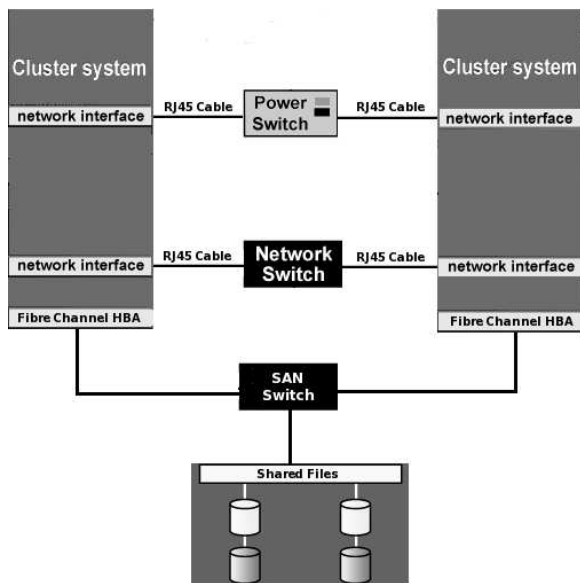 Cluster system
Cluster system
RJ45 Cable
Power
Switch
RJ45 Cable
network interface
network interface
RJ45 Cable
Network
Switch
RJ45 Cable
network interface
network interface
Fibre Channel HBA
Fibre Channel HBA
SAN
Switch
Shared Files